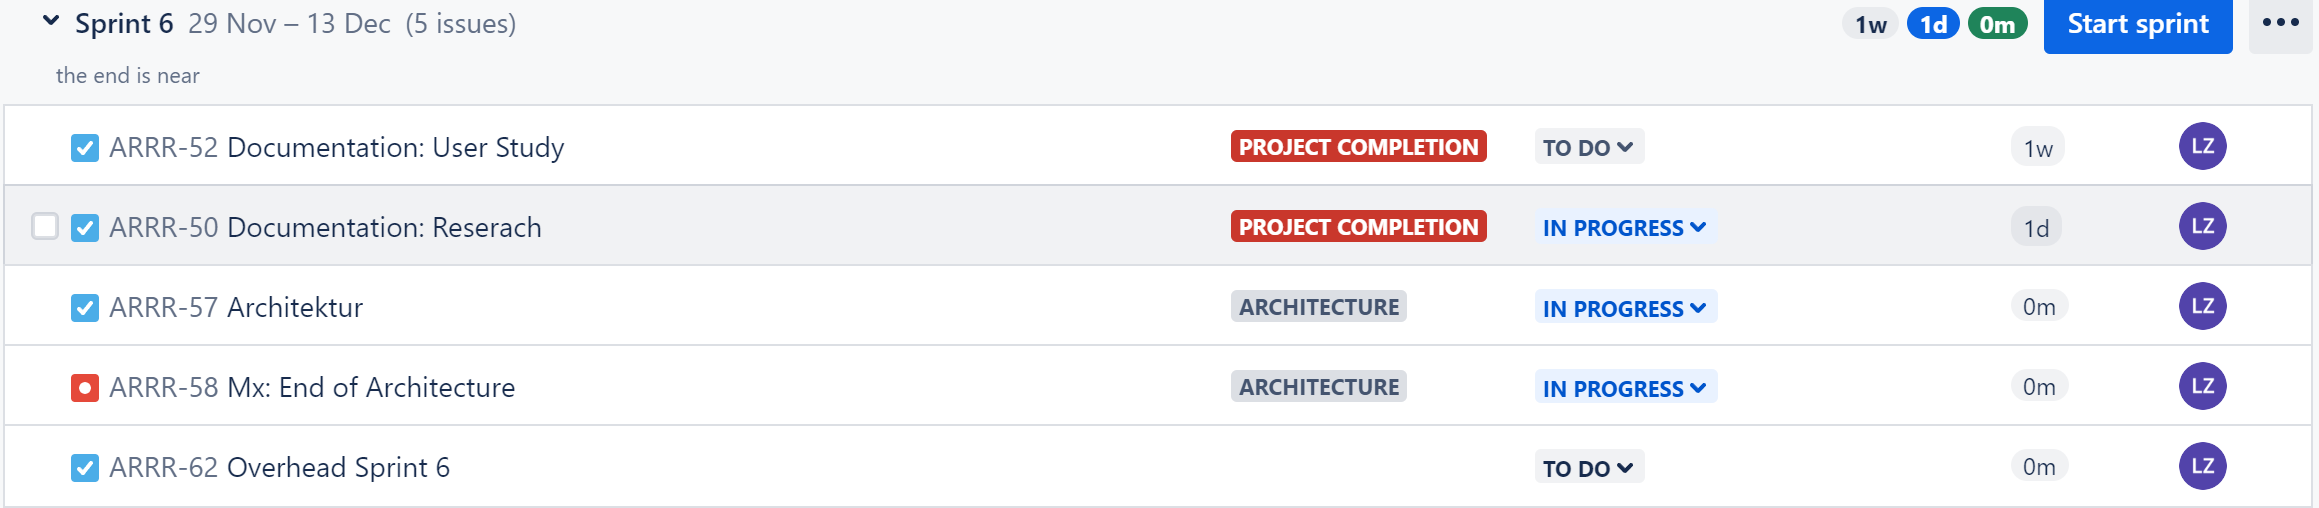 Sprint 6 29 Nov – 13 Dec (5 issues) 1w 1d 0m Start sprint
the end is near
ARRR-52 Documentation: User Study PROJECT COMPLETION TO DO 1w LZ
ARRR-50 Documentation: Reserach PROJECT COMPLETION IN PROGRESS 1d LZ
ARRR-57 Architektur ARCHITECTURE IN PROGRESS 0m LZ
ARRR-58 Mx: End of Architecture ARCHITECTURE IN PROGRESS 0m LZ
ARRR-62 Overhead Sprint 6 TO DO 0m LZ